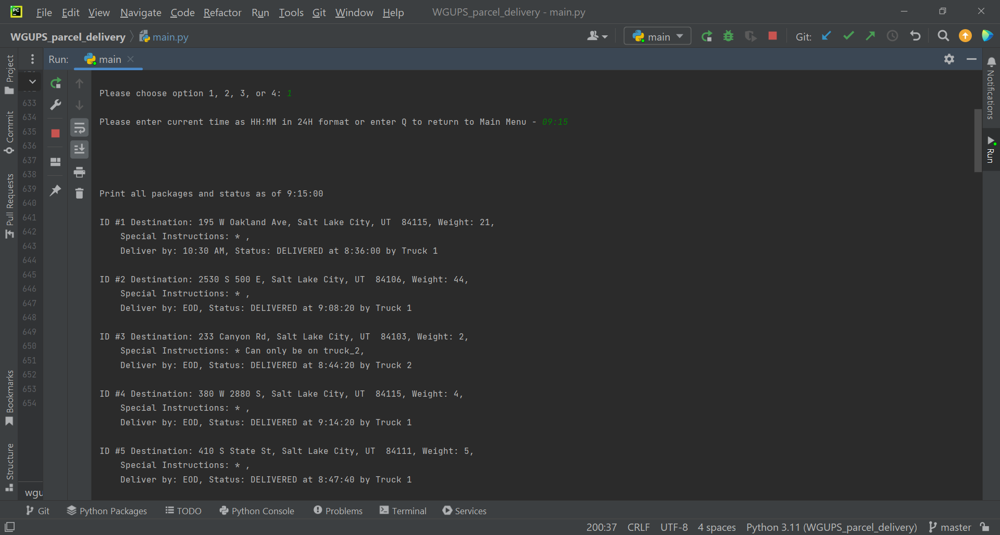 PC File Edit View Navigate Code Refactor Run Tools Git Window Help WGUPS_parcel_delivery - main.py
WGUPS_parcel_delivery main.py main Git:
Project
Commit
Pull Requests
Bookmarks
Structure
Run: main
633
634
635
636
637
638
639
640
641
642
643
644
645
646
647
648
649
650
651
652
653
654
wgu
Please choose option 1, 2, 3, or 4: 1
Please enter current time as HH:MM in 24H format or enter Q to return to Main Menu - 09:15
Print all packages and status as of 9:15:00
ID #1 Destination: 195 W Oakland Ave, Salt Lake City, UT  84115, Weight: 21,
Special Instructions: * ,
Deliver by: 10:30 AM, Status: DELIVERED at 8:36:00 by Truck 1
ID #2 Destination: 2530 S 500 E, Salt Lake City, UT  84106, Weight: 44,
Special Instructions: * ,
Deliver by: EOD, Status: DELIVERED at 9:08:20 by Truck 1
ID #3 Destination: 233 Canyon Rd, Salt Lake City, UT  84103, Weight: 2,
Special Instructions: * Can only be on truck_2,
Deliver by: EOD, Status: DELIVERED at 8:44:20 by Truck 2
ID #4 Destination: 380 W 2880 S, Salt Lake City, UT  84115, Weight: 4,
Special Instructions: * ,
Deliver by: EOD, Status: DELIVERED at 9:14:20 by Truck 1
ID #5 Destination: 410 S State St, Salt Lake City, UT  84111, Weight: 5,
Special Instructions: * ,
Deliver by: EOD, Status: DELIVERED at 8:47:40 by Truck 1
Notifications
Run
Git Python Packages TODO Python Console Problems Terminal Services
200:37 CRLF UTF-8 4 spaces Python 3.11 (WGUPS_parcel_delivery) master